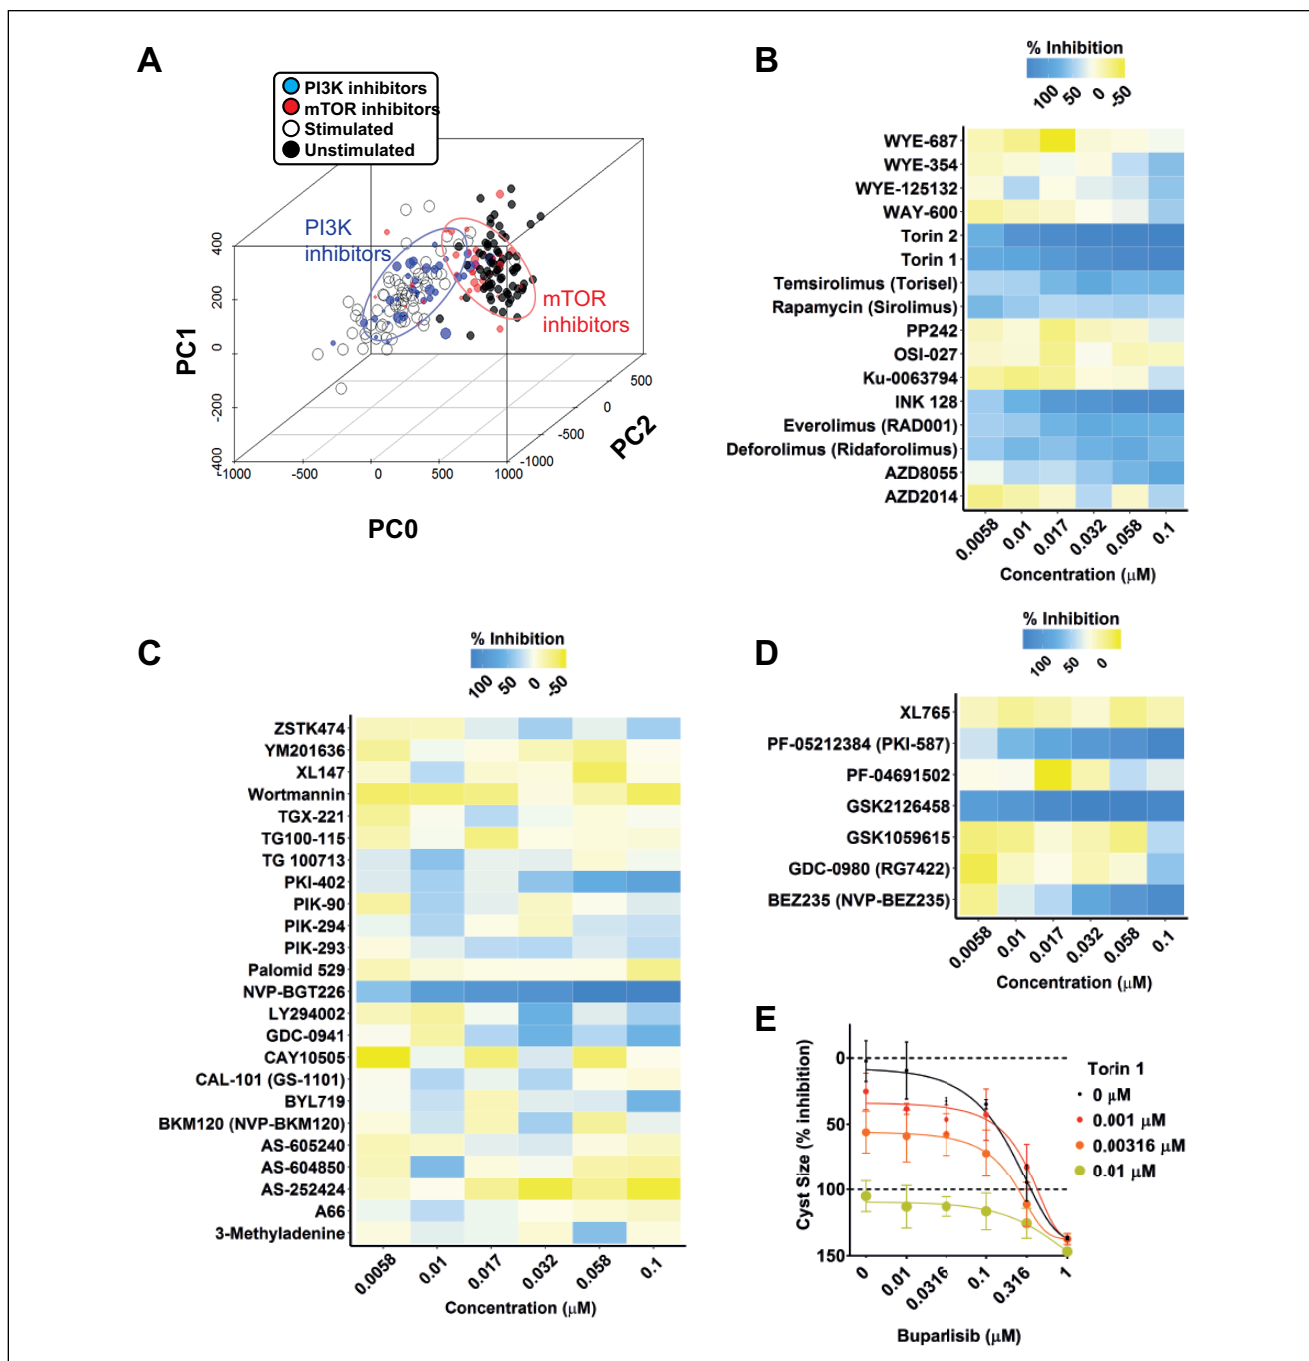 A
PI3K inhibitors
mTOR inhibitors
Stimulated
Unstimulated
PI3K
inhibitors
mTOR
inhibitors
400
200
0
-200
-400
PC1
-1000
-500
0
500
1000
PC0
-1000
-500
0
500
PC2
B
% Inhibition
100
50
0
-50
WYE-687
WYE-354
WYE-125132
WAY-600
Torin 2
Torin 1
Temsirolimus (Torisel)
Rapamycin (Sirolimus)
PP242
OSI-027
Ku-0063794
INK 128
Everolimus (RAD001)
Deforolimus (Ridaforolimus)
AZD8055
AZD2014
0.0058
0.01
0.017
0.032
0.058
0.1
Concentration (μM)
C
% Inhibition
100
50
0
-50
ZSTK474
YM201636
XL147
Wortmannin
TGX-221
TG100-115
TG 100713
PKI-402
PIK-90
PIK-294
PIK-293
Palomid 529
NVP-BGT226
LY294002
GDC-0941
CAY10505
CAL-101 (GS-1101)
BYL719
BKM120 (NVP-BKM120)
AS-605240
AS-604850
AS-252424
A66
3-Methyladenine
0.0058
0.01
0.017
0.032
0.058
0.1
Concentration (μM)
D
% Inhibition
100
50
0
XL765
PF-05212384 (PKI-587)
PF-04691502
GSK2126458
GSK1059615
GDC-0980 (RG7422)
BEZ235 (NVP-BEZ235)
0.0058
0.01
0.017
0.032
0.058
0.1
Concentration (μM)
E
Cyst Size (% inhibition)
0
50
100
150
Torin 1
0 μM
0.001 μM
0.00316 μM
0.01 μM
0
0.01
0.0316
0.1
0.316
1
Buparlisib (μM)